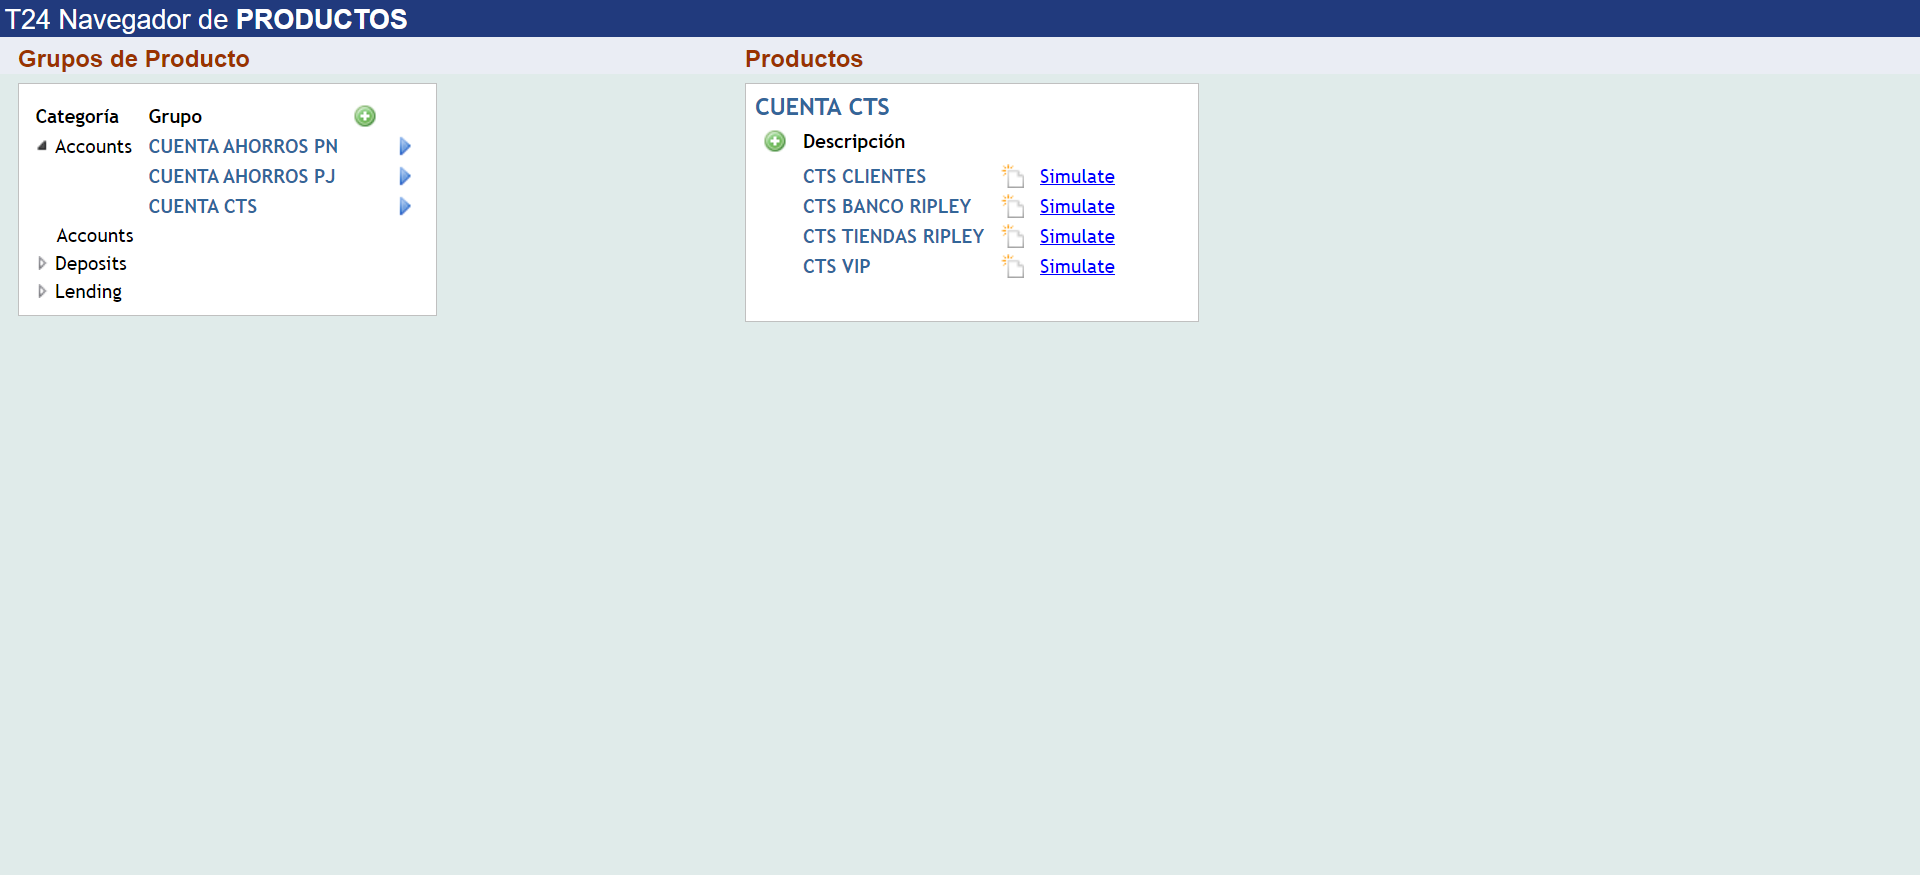 T24 Navegador de PRODUCTOS
Grupos de Producto
Categoría Grupo
Accounts CUENTA AHORROS PN
CUENTA AHORROS PJ
CUENTA CTS
Accounts
Deposits
Lending
Productos
CUENTA CTS
Descripción
CTS CLIENTES Simulate
CTS BANCO RIPLEY Simulate
CTS TIENDAS RIPLEY Simulate
CTS VIP Simulate